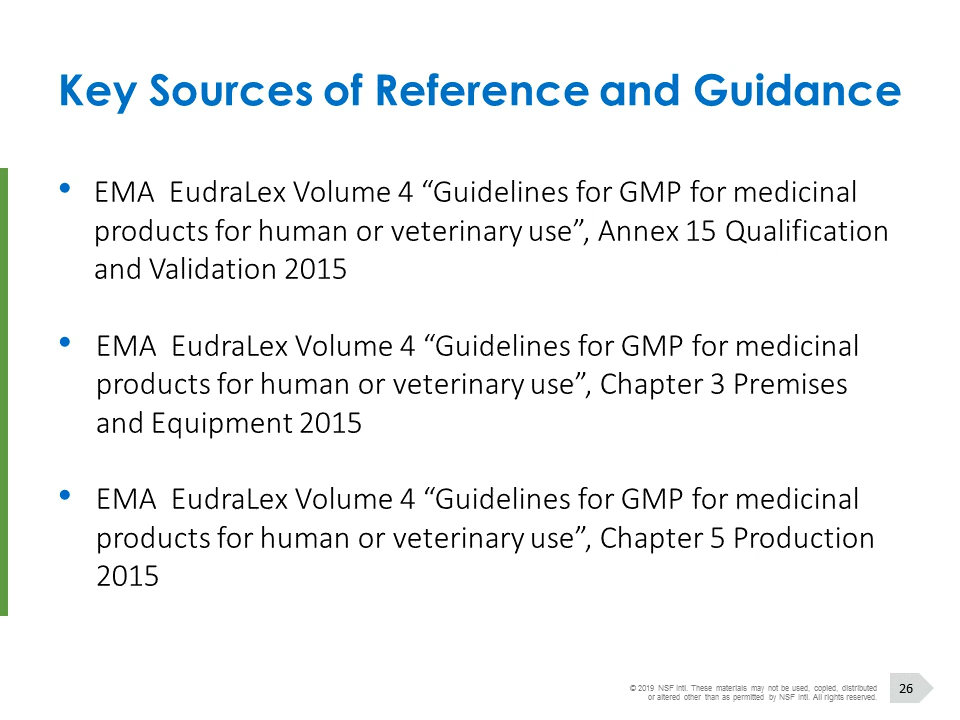 Key Sources of Reference and Guidance
• EMA  EudraLex Volume 4 “Guidelines for GMP for medicinal
products for human or veterinary use”, Annex 15 Qualification
and Validation 2015
• EMA  EudraLex Volume 4 “Guidelines for GMP for medicinal
products for human or veterinary use”, Chapter 3 Premises
and Equipment 2015
• EMA  EudraLex Volume 4 “Guidelines for GMP for medicinal
products for human or veterinary use”, Chapter 5 Production
2015
© 2019 NSF Intl. These materials may not be used, copied, distributed
or altered other than as permitted by NSF Intl. All rights reserved.
26